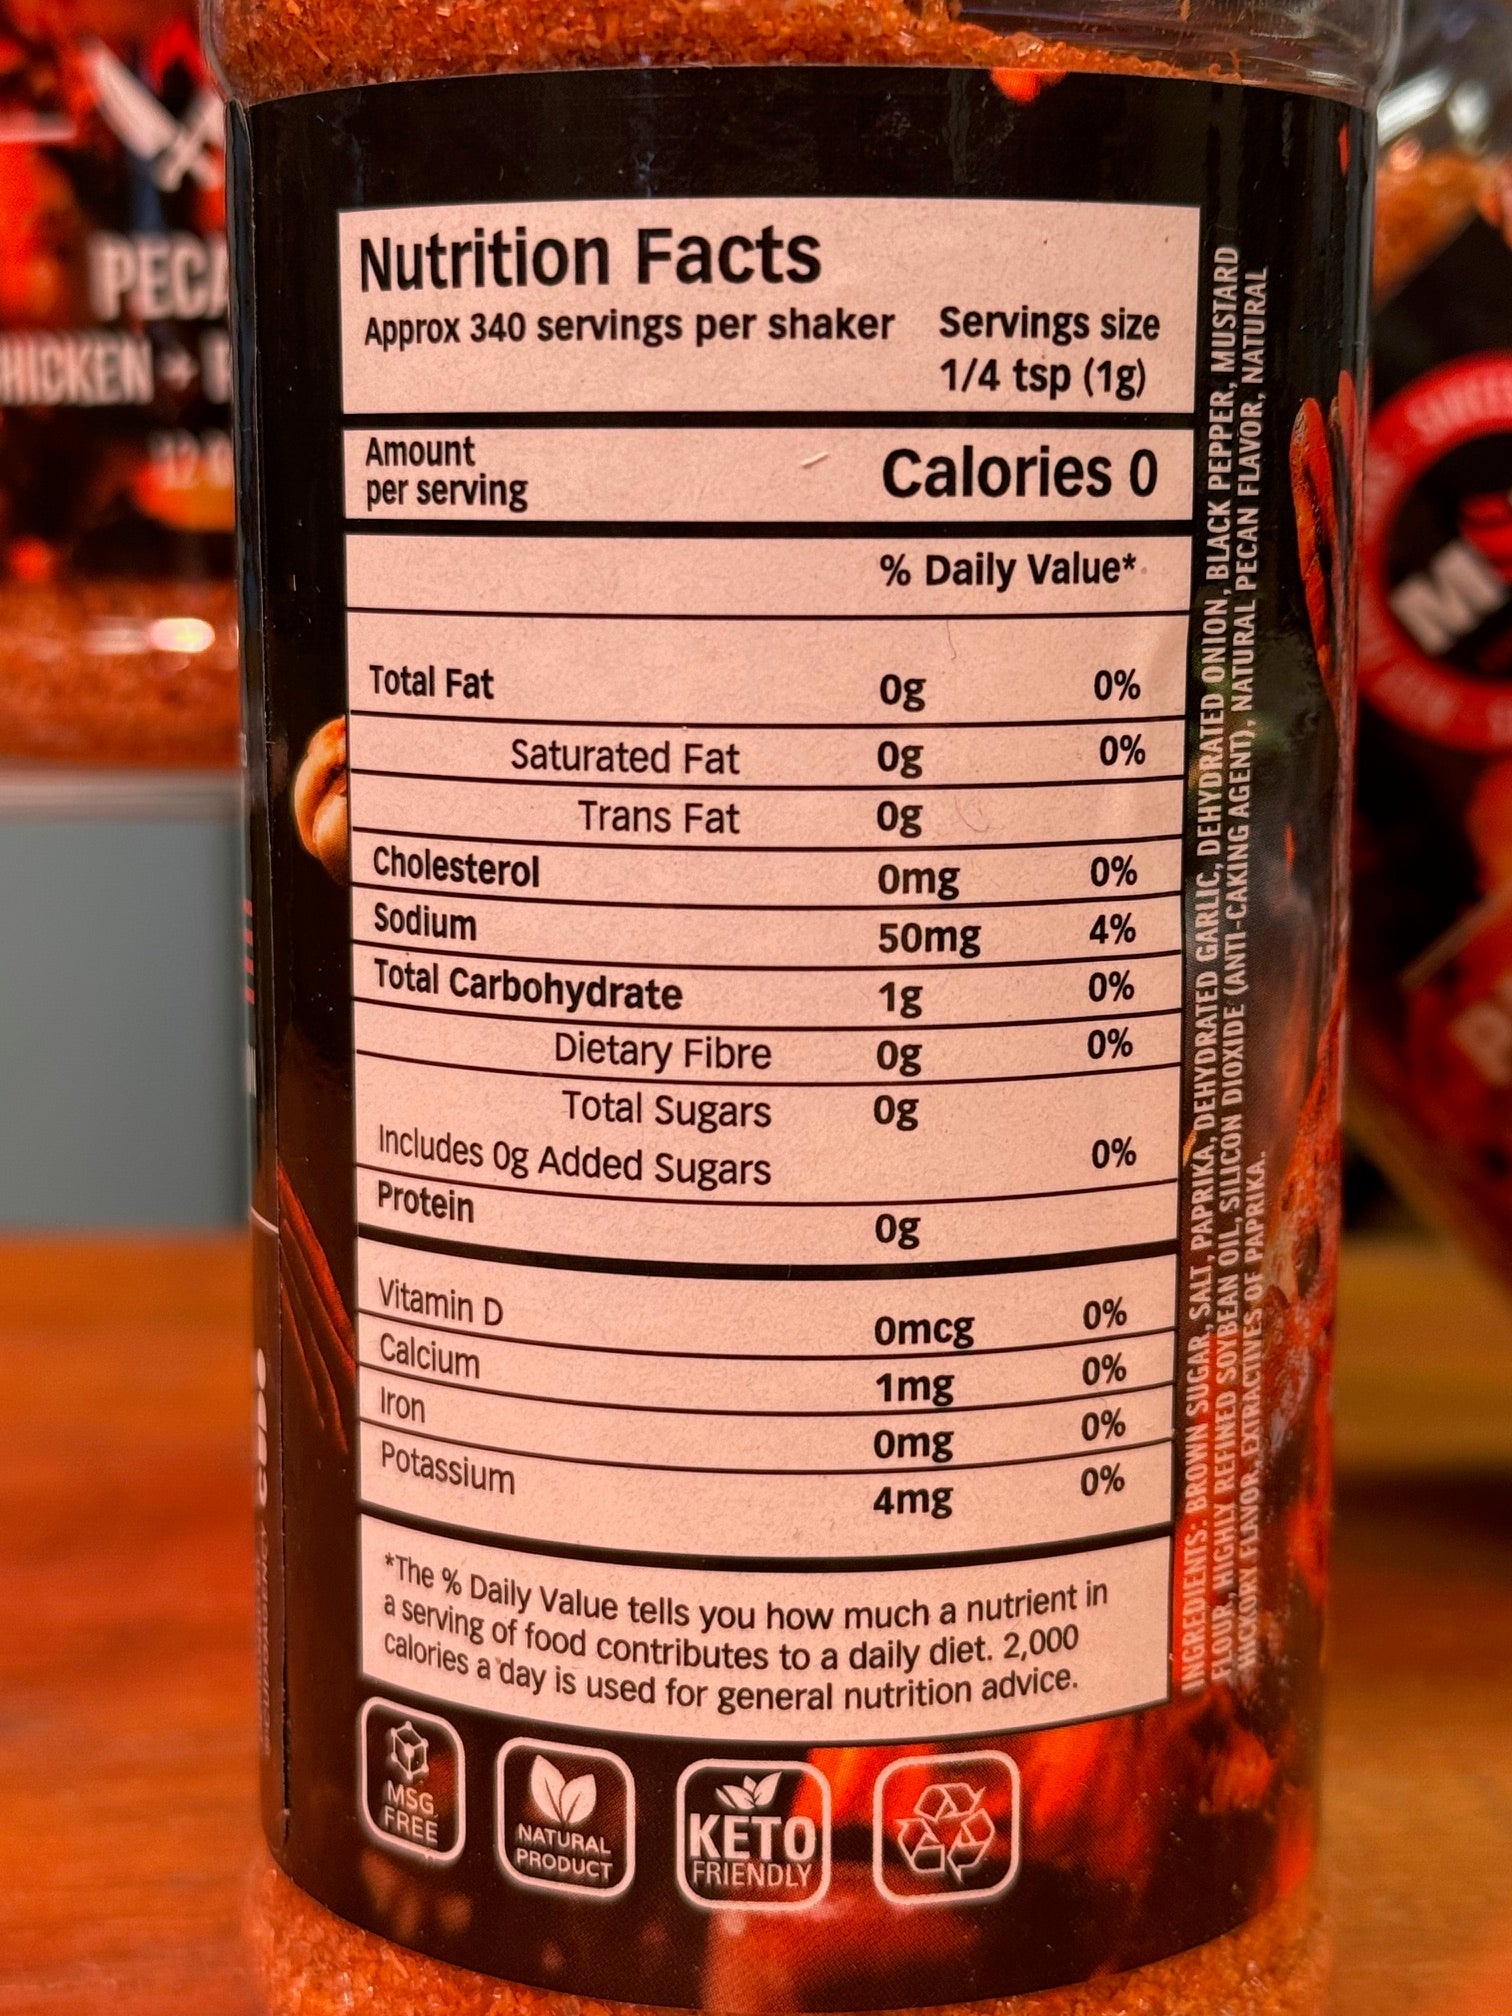 Nutrition Facts
Approx 340 servings per shaker
Servings size
1/4 tsp (1g)
Amount
per serving
Calories 0
% Daily Value*
Total Fat 0g 0%
Saturated Fat 0g 0%
Trans Fat 0g
Cholesterol 0mg 0%
Sodium 50mg 4%
Total Carbohydrate 1g 0%
Dietary Fibre 0g 0%
Total Sugars 0g
Includes 0g Added Sugars 0%
Protein 0g
Vitamin D 0mcg 0%
Calcium 1mg 0%
Iron 0mg 0%
Potassium 4mg 0%
*The % Daily Value tells you how much a nutrient in
a serving of food contributes to a daily diet. 2,000
calories a day is used for general nutrition advice.
MSG
FREE
NATURAL
PRODUCT
KETO
FRIENDLY
INGREDIENTS: BROWN SUGAR, SALT, PAPRIKA, DEHYDRATED GARLIC, DEHYDRATED ONION, BLACK PEPPER, MUSTARD
FLOUR, HIGHLY REFINED SOYBEAN OIL, SILICON DIOXIDE (ANTI-CAKING AGENT), NATURAL PECAN FLAVOR, NATURAL
HICKORY FLAVOR, EXTRACTIVES OF PAPRIKA.
PECA
HICKEN +